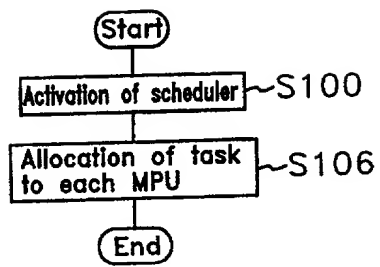 Start
Activation of scheduler
S100
Allocation of task
to each MPU
S106
End